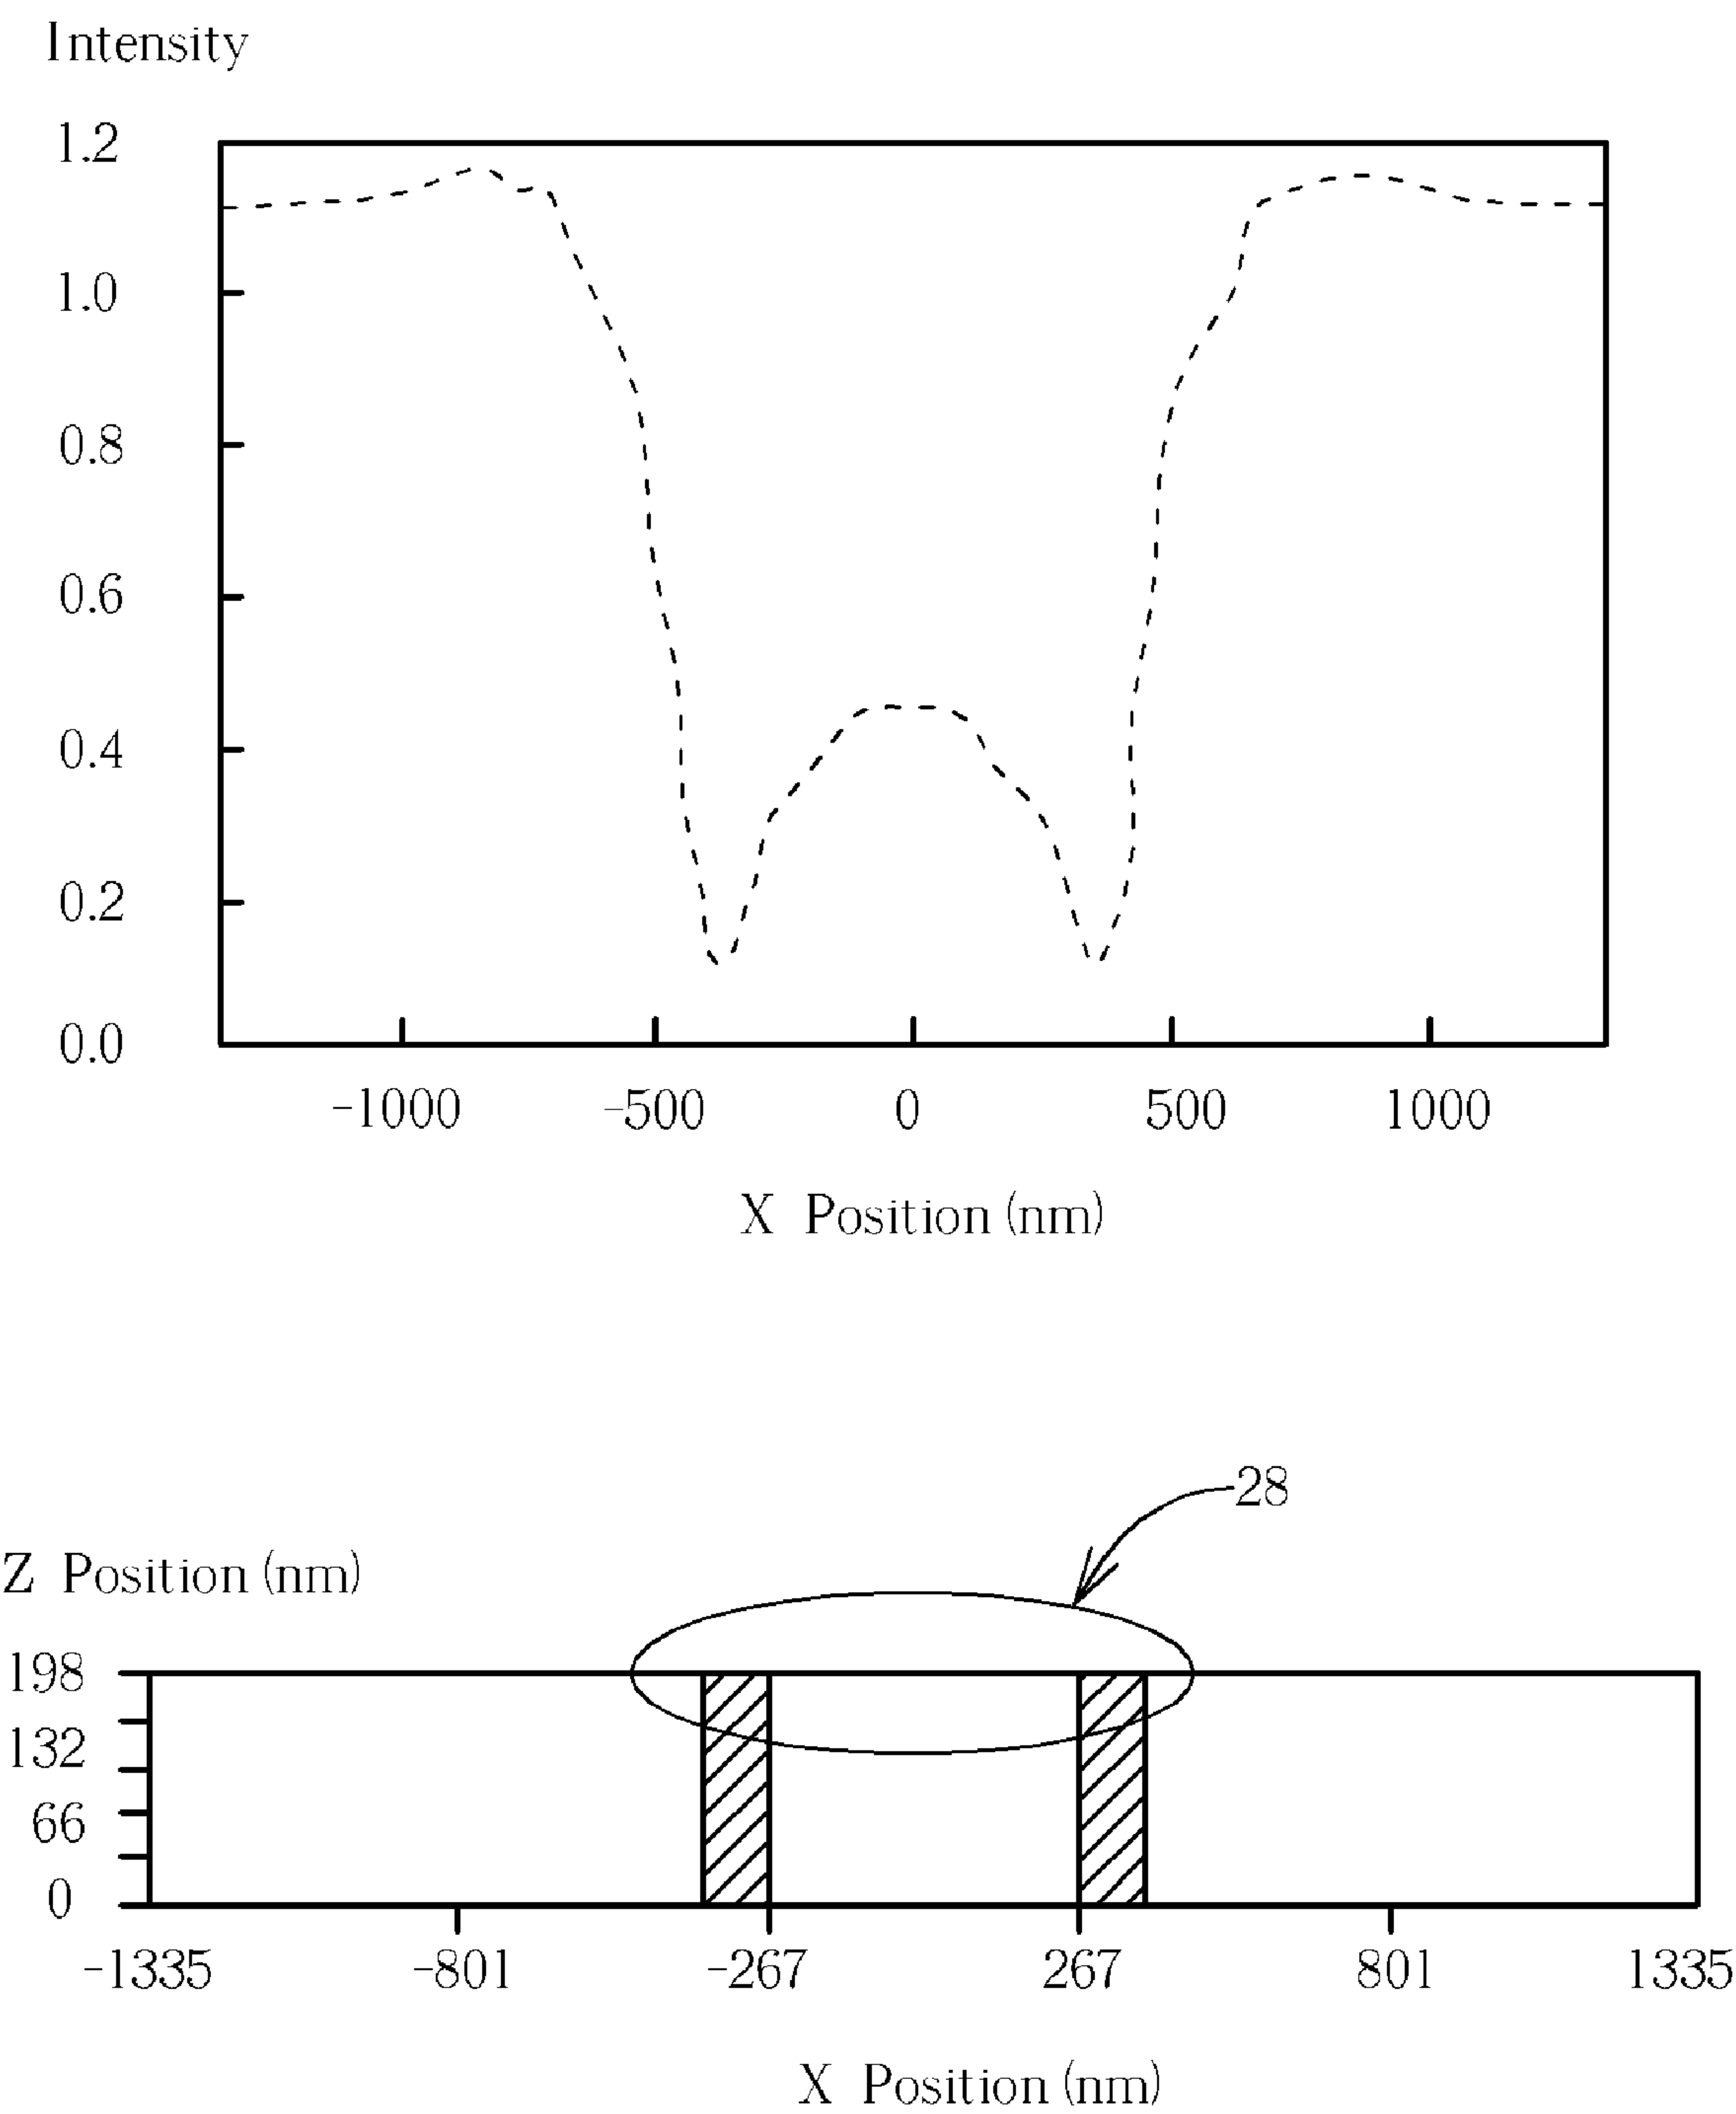 Intensity
1.2
1.0
0.8
0.6
0.4
0.2
0.0
-1000 -500 0 500 1000
X Position (nm)
28
Z Position (nm)
198
132
66
0
-1335 -801 -267 267 801 1335
X Position (nm)